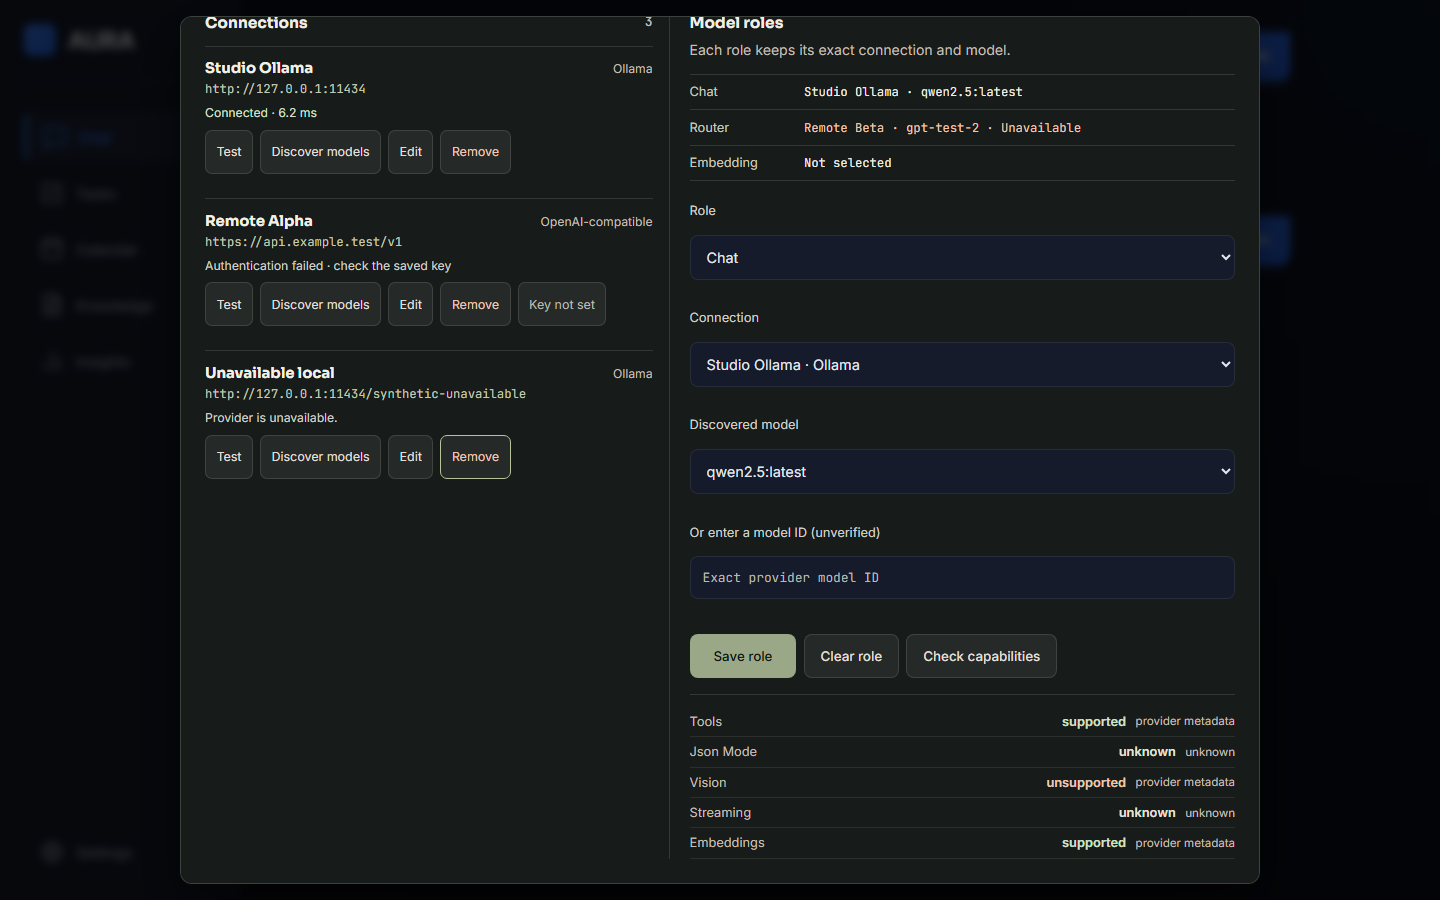 Connections 3
Studio Ollama Ollama
http://127.0.0.1:11434
Connected · 6.2 ms
Test Discover models Edit Remove
Remote Alpha OpenAI-compatible
https://api.example.test/v1
Authentication failed · check the saved key
Test Discover models Edit Remove Key not set
Unavailable local Ollama
http://127.0.0.1:11434/synthetic-unavailable
Provider is unavailable.
Test Discover models Edit Remove
Model roles
Each role keeps its exact connection and model.
Chat Studio Ollama · qwen2.5:latest
Router Remote Beta · gpt-test-2 · Unavailable
Embedding Not selected
Role
Chat
Connection
Studio Ollama · Ollama
Discovered model
qwen2.5:latest
Or enter a model ID (unverified)
Exact provider model ID
Save role Clear role Check capabilities
Tools supported provider metadata
Json Mode unknown unknown
Vision unsupported provider metadata
Streaming unknown unknown
Embeddings supported provider metadata
AURA
Chat
Tasks
Calendar
Knowledge
Insights
Settings